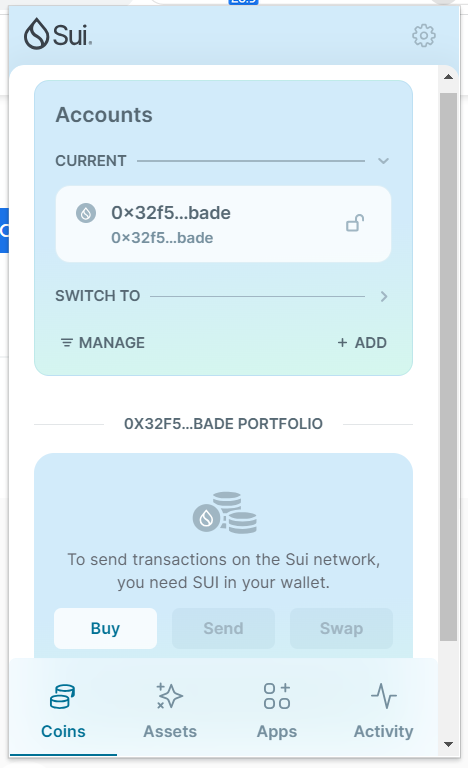 Sui.
Accounts
CURRENT
0×32f5...bade
0×32f5...bade
SWITCH TO
MANAGE
+ ADD
0X32F5...BADE PORTFOLIO
To send transactions on the Sui network,
you need SUI in your wallet.
Buy Send Swap
Coins Assets Apps Activity